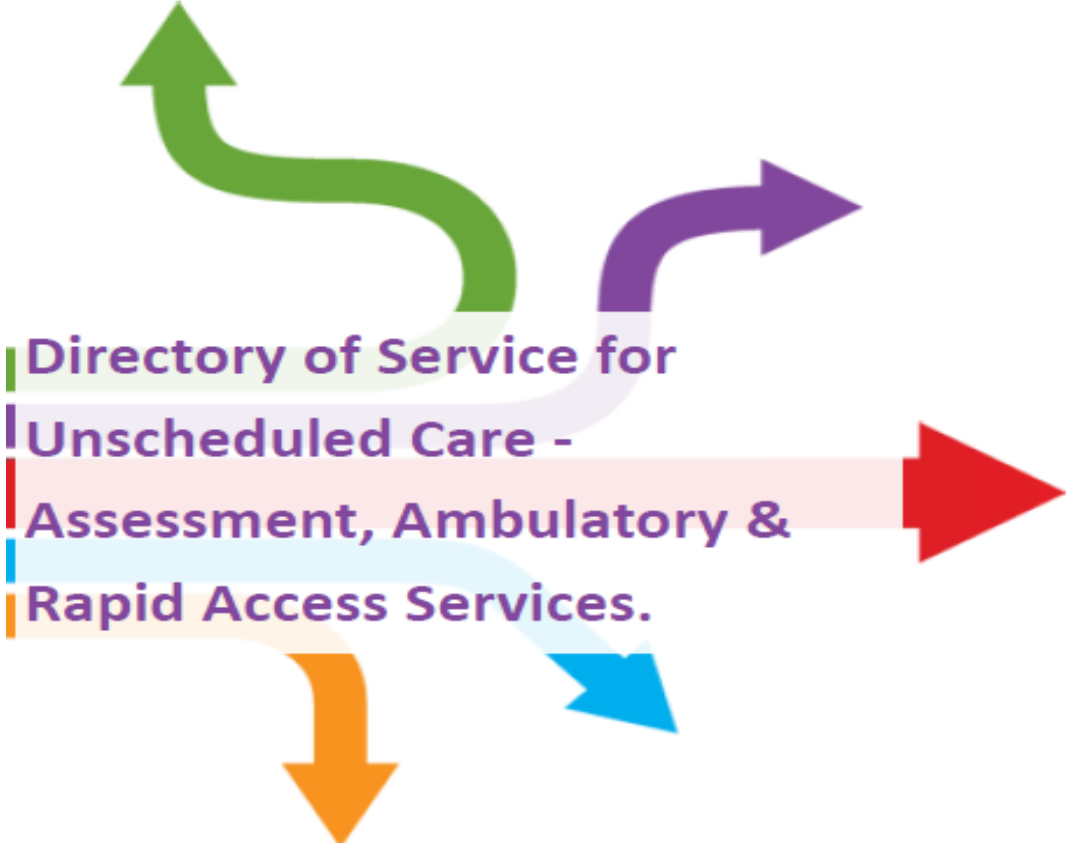 Directory of Service for
Unscheduled Care -
Assessment, Ambulatory &
Rapid Access Services.